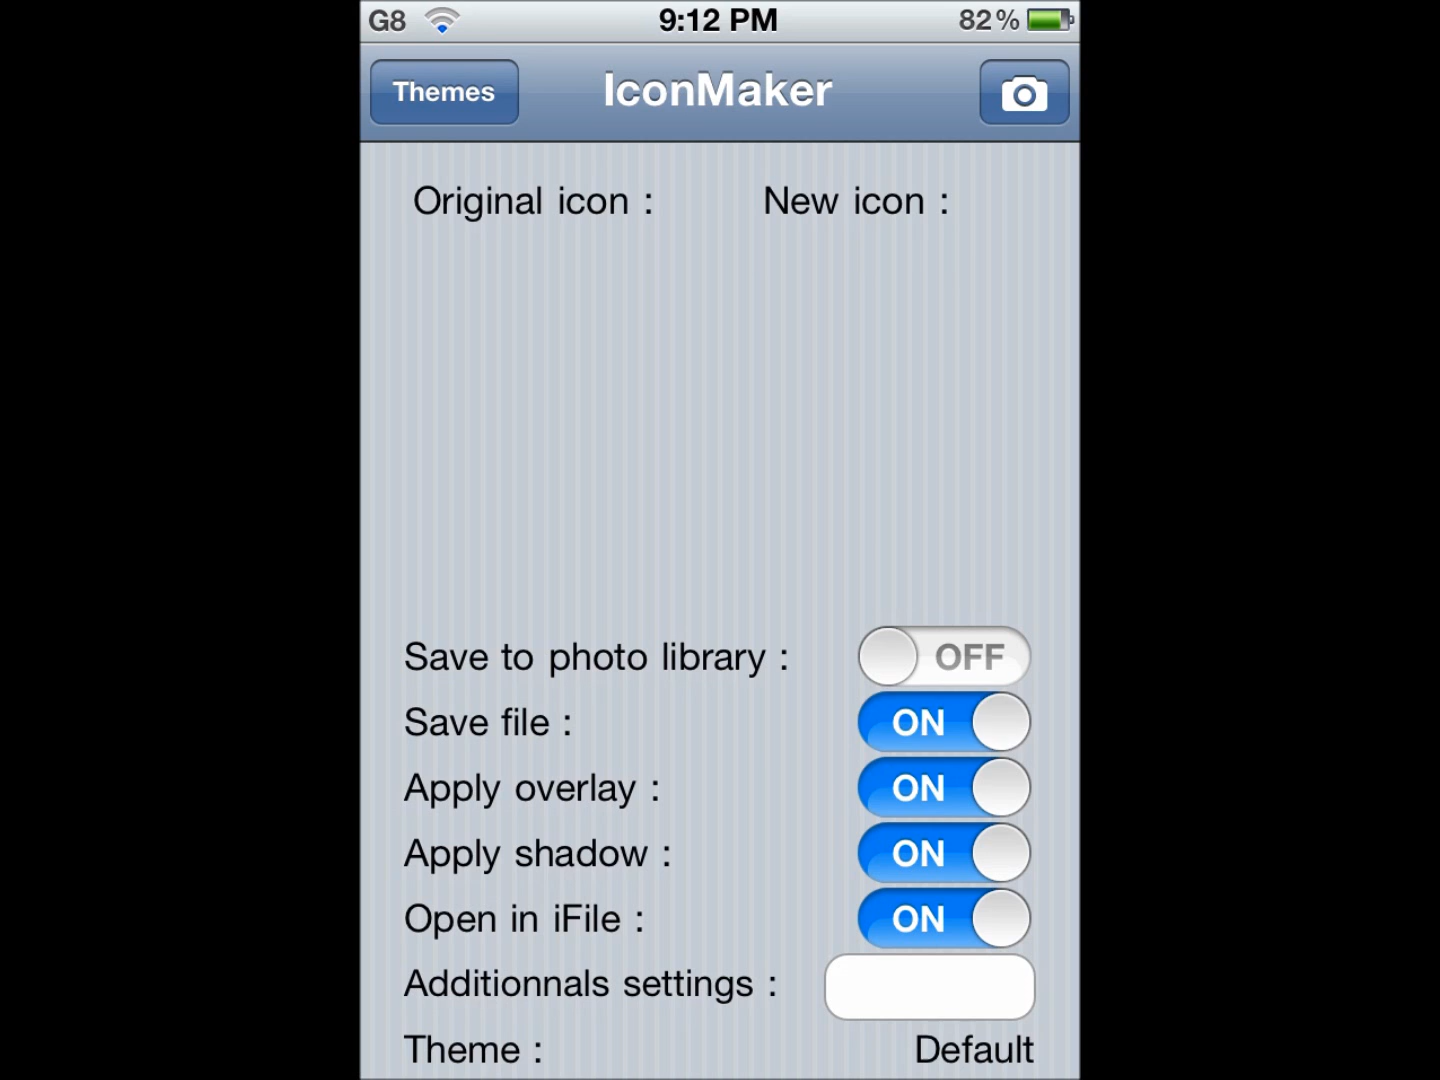 G8 9:12 PM 82%
Themes IconMaker
Original icon : New icon :
Save to photo library : OFF
Save file : ON
Apply overlay : ON
Apply shadow : ON
Open in iFile : ON
Additionnals settings :
Theme : Default